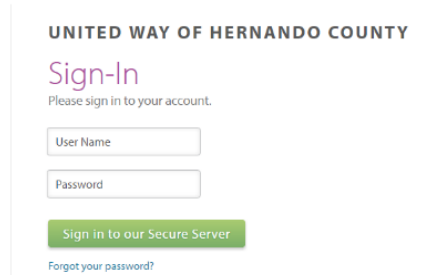 UNITED WAY OF HERNANDO COUNTY
Sign-In
Please sign in to your account.
User Name
Password
Sign in to our Secure Server
Forgot your password?